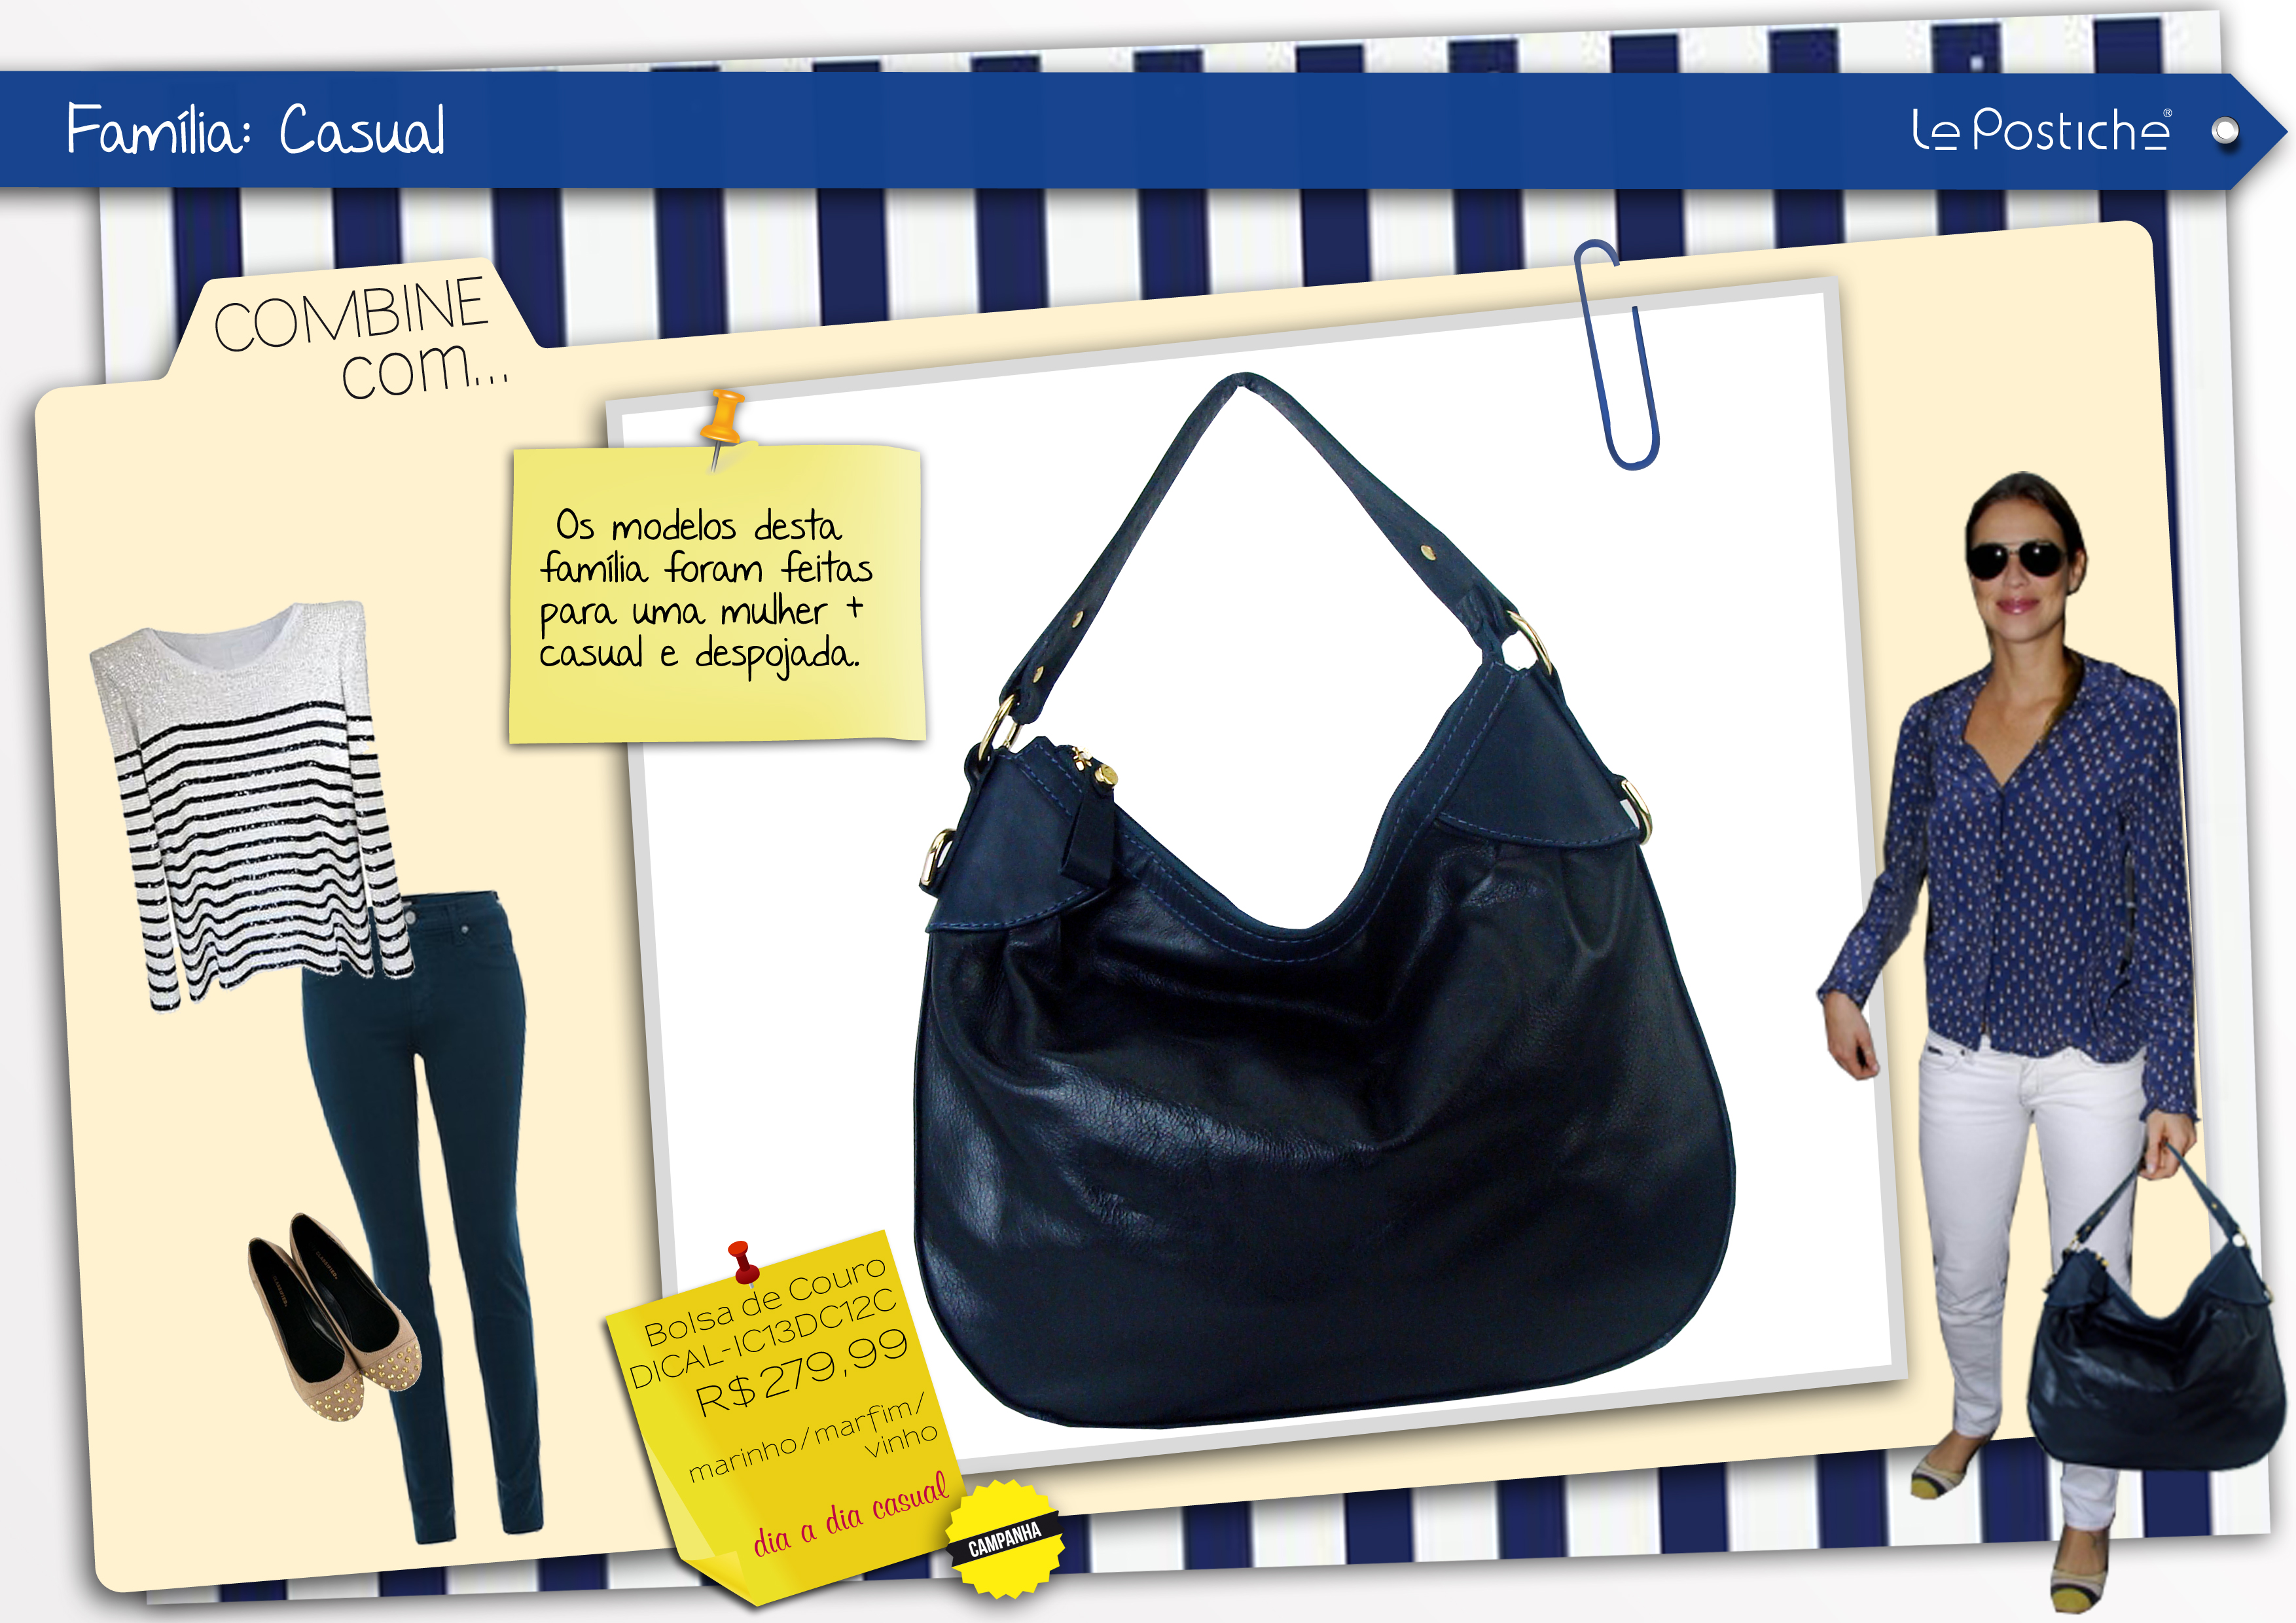 Família: Casual
Le Postiche®
COMBINE
com...
Os modelos desta
família foram feitas
para uma mulher +
casual e despojada.
Bolsa de Couro
DICAL-IC13DC12C
R$279,99
marinho/marfim/
vinho
dia a dia casual
CAMPANHA